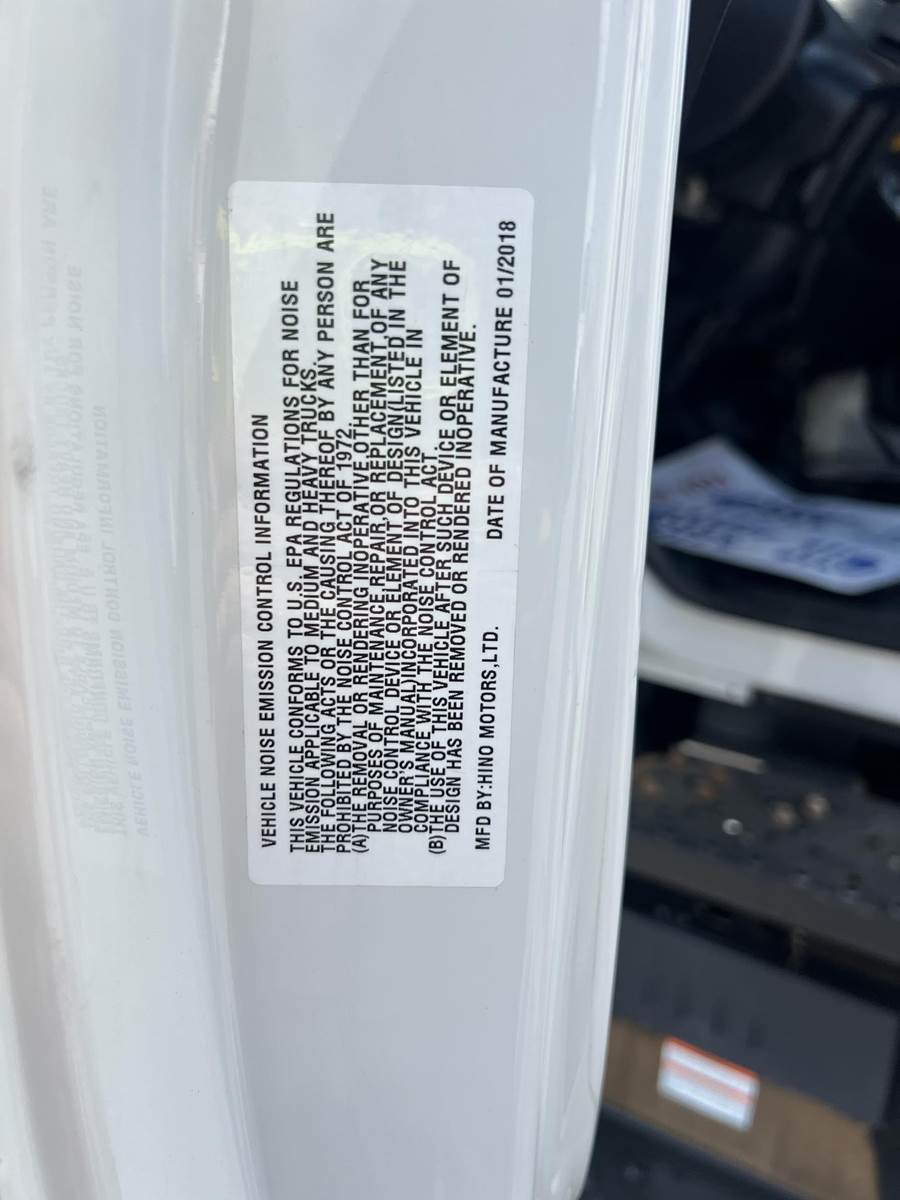 VEHICLE NOISE EMISSION CONTROL INFORMATION
THIS VEHICLE CONFORMS TO U.S. EPA REGULATIONS FOR NOISE
EMISSION APPLICABLE TO MEDIUM AND HEAVY TRUCKS.
THE FOLLOWING ACTS OR THE CAUSING THEREOF BY ANY PERSON ARE
PROHIBITED BY THE NOISE CONTROL ACT OF 1972
(A)THE REMOVAL OR RENDERING INOPERATIVE,OTHER THAN FOR
PURPOSES OF MAINTENANCE,REPAIR,OR REPLACEMENT,OF ANY
NOISE CONTROL DEVICE OR ELEMENT OF DESIGN(LISTED IN THE
OWNER'S MANUAL)INCORPORATED INTO THIS VEHICLE IN
COMPLIANCE WITH THE NOISE CONTROL ACT.
(B)THE USE OF THIS VEHICLE AFTER SUCH DEVICE OR ELEMENT OF
DESIGN HAS BEEN REMOVED OR RENDERED INOPERATIVE.
MFD BY:HINO MOTORS,LTD. DATE OF MANUFACTURE 01/2018